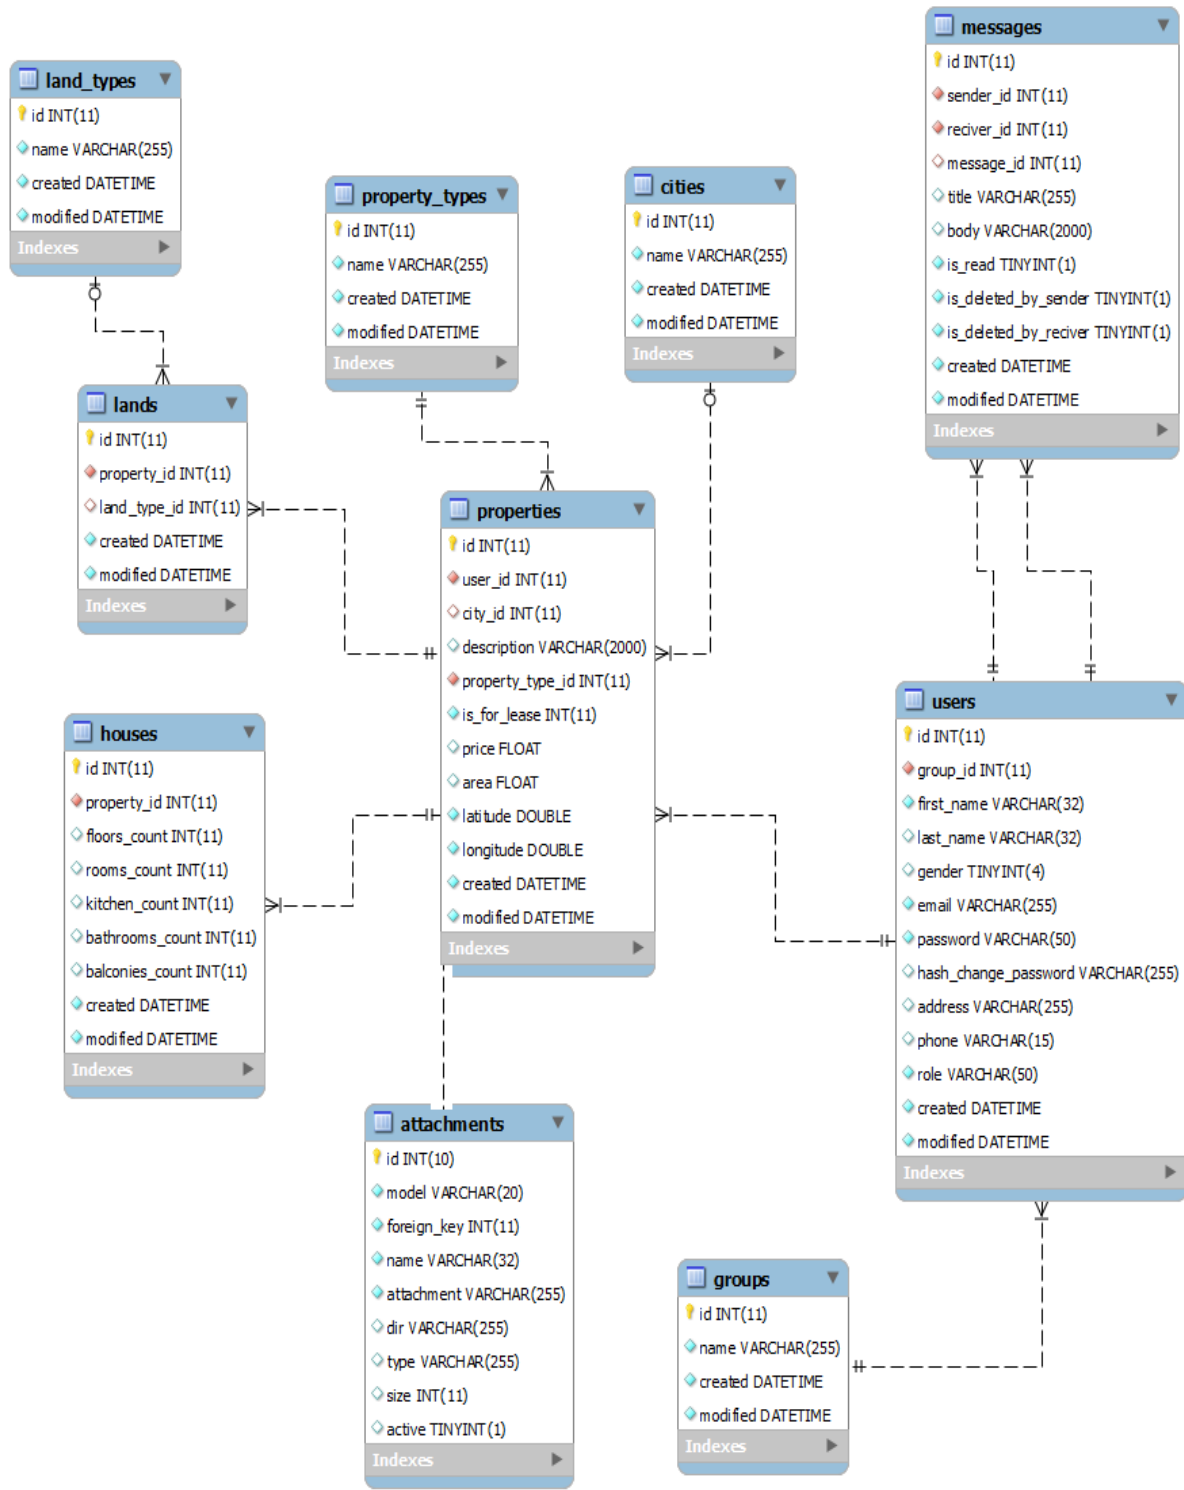 land_types
id INT(11)
name VARCHAR(255)
created DATETIME
modified DATETIME
Indexes
property_types
id INT(11)
name VARCHAR(255)
created DATETIME
modified DATETIME
Indexes
cities
id INT(11)
name VARCHAR(255)
created DATETIME
modified DATETIME
Indexes
messages
id INT(11)
sender_id INT(11)
reciver_id INT(11)
message_id INT(11)
title VARCHAR(255)
body VARCHAR(2000)
is_read TINYINT(1)
is_deleted_by_sender TINYINT(1)
is_deleted_by_reciver TINYINT(1)
created DATETIME
modified DATETIME
Indexes
lands
id INT(11)
property_id INT(11)
land_type_id INT(11)
created DATETIME
modified DATETIME
Indexes
properties
id INT(11)
user_id INT(11)
city_id INT(11)
description VARCHAR(2000)
property_type_id INT(11)
is_for_lease INT(11)
price FLOAT
area FLOAT
latitude DOUBLE
longitude DOUBLE
created DATETIME
modified DATETIME
Indexes
houses
id INT(11)
property_id INT(11)
floors_count INT(11)
rooms_count INT(11)
kitchen_count INT(11)
bathrooms_count INT(11)
balconies_count INT(11)
created DATETIME
modified DATETIME
Indexes
users
id INT(11)
group_id INT(11)
first_name VARCHAR(32)
last_name VARCHAR(32)
gender TINYINT(4)
email VARCHAR(255)
password VARCHAR(50)
hash_change_password VARCHAR(255)
address VARCHAR(255)
phone VARCHAR(15)
role VARCHAR(50)
created DATETIME
modified DATETIME
Indexes
attachments
id INT(10)
model VARCHAR(20)
foreign_key INT(11)
name VARCHAR(32)
attachment VARCHAR(255)
dir VARCHAR(255)
type VARCHAR(255)
size INT(11)
active TINYINT(1)
Indexes
groups
id INT(11)
name VARCHAR(255)
created DATETIME
modified DATETIME
Indexes